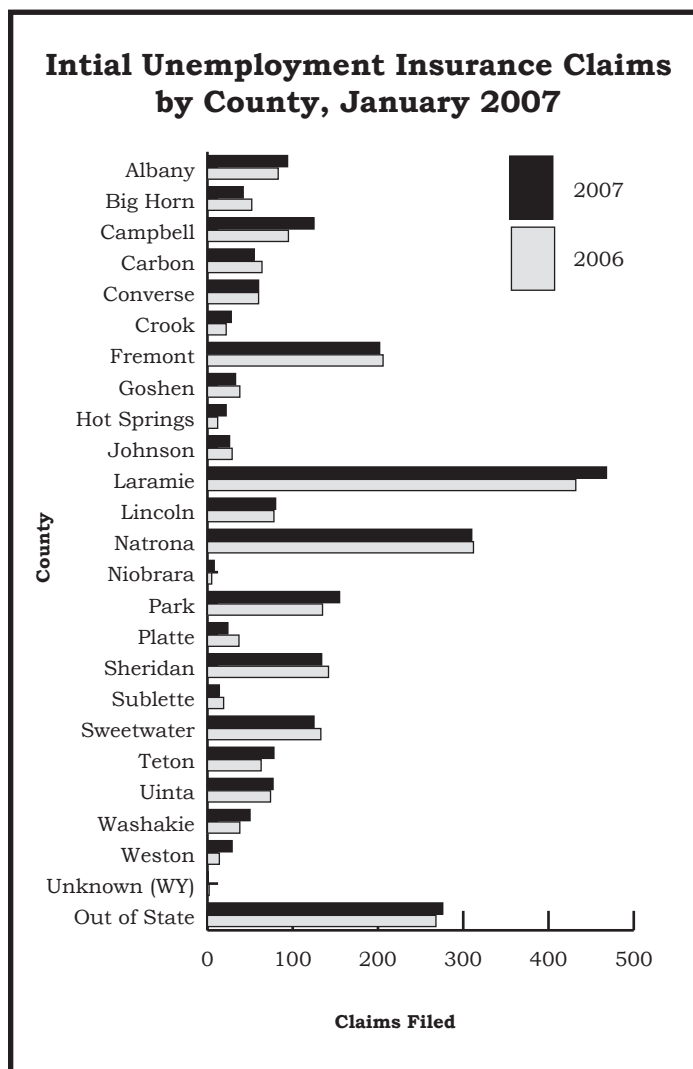 Intial Unemployment Insurance Claims
by County, January 2007
2007
2006
County
Albany
Big Horn
Campbell
Carbon
Converse
Crook
Fremont
Goshen
Hot Springs
Johnson
Laramie
Lincoln
Natrona
Niobrara
Park
Platte
Sheridan
Sublette
Sweetwater
Teton
Uinta
Washakie
Weston
Unknown (WY)
Out of State
0 100 200 300 400 500
Claims Filed